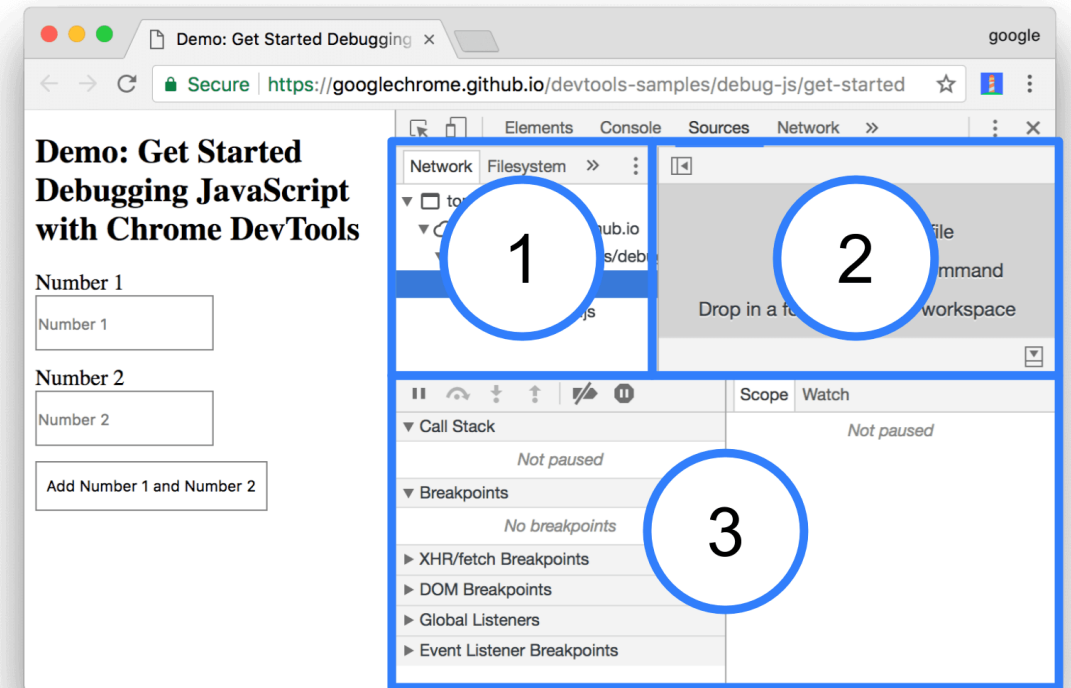 Demo: Get Started Debugging
google
Secure https://googlechrome.github.io/devtools-samples/debug-js/get-started
Demo: Get Started
Debugging JavaScript
with Chrome DevTools
Number 1
Number 1
Number 2
Number 2
Add Number 1 and Number 2
Elements Console Sources Network »
Network Filesystem »
1
2
Drop in a workspace
Scope Watch
Call Stack
Not paused
Not paused
Breakpoints
No breakpoints
3
XHR/fetch Breakpoints
DOM Breakpoints
Global Listeners
Event Listener Breakpoints